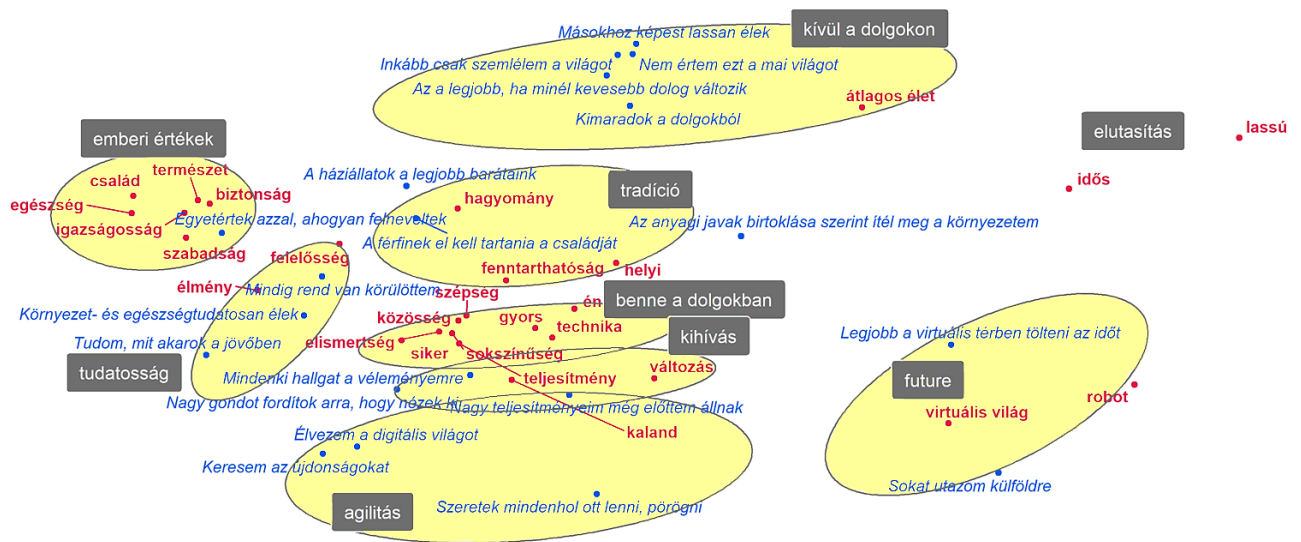 kívül a dolgokon
Másokhoz képest lassan élek
Inkább csak szemlélem a világot
Nem értem ezt a mai világot
Az a legjobb, ha minél kevesebb dolog változik
átlagos élet
Kimaradok a dolgokból
elutasítás
lassú
idős
emberi értékek
természet
család
biztonság
egészség
igazságosság
Egyetértek azzal, ahogyan felneveltek
szabadság
A háziállatok a legjobb barátaink
tradíció
hagyomány
Az anyagi javak birtoklása szerint ítél meg a környezetem
A férfinek el kell tartania a családját
fenntarthatóság
helyi
felelősség
élmény
Mindig rend van körülöttem
Környezet- és egészségtudatosan élek
Tudom, mit akarok a jövőben
tudatosság
szépség
én
benne a dolgokban
közösség
gyors
technika
elismertség
siker
sokszínűség
kihívás
Mindenki hallgat a véleményemre
teljesítmény
változás
Nagy gondot fordítok arra, hogy nézek ki
Nagy teljesítményeim még előttem állnak
kaland
Élvezem a digitális világot
Keresem az újdonságokat
Szeretek mindenhol ott lenni, pörögni
agilitás
Legjobb a virtuális térben tölteni az időt
future
robot
virtuális világ
Sokat utazom külföldre